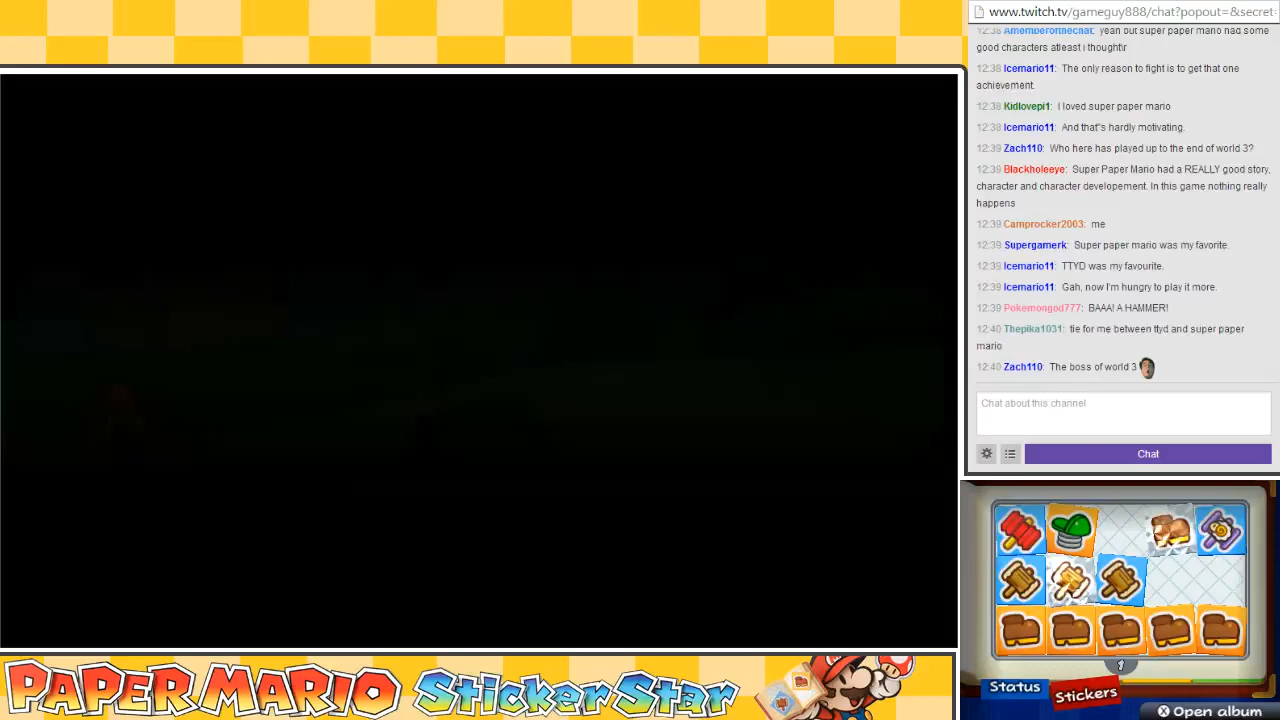 www.twitch.tv/gameguy888/chat?popout=&secret=
12:38 Amemberofthechat: yeah but super paper mario had some
good characters atleast i thought\r
12:38 Icemario11: The only reason to fight is to get that one
achievement.
12:38 Kidlovepi1: I loved super paper mario
12:38 Icemario11: And that"s hardly motivating.
12:39 Zach110: Who here has played up to the end of world 3?
12:39 Blackholeeye: Super Paper Mario had a REALLY good story,
character and character developement. In this game nothing really
happens
12:39 Camprocker2003: me
12:39 Supergamerk: Super paper mario was my favorite.
12:39 Icemario11: TTYD was my favourite.
12:39 Icemario11: Gah, now I'm hungry to play it more.
12:39 Pokemongod777: BAAA! A HAMMER!
12:40 Thepika1031: tie for me between ttyd and super paper
mario
12:40 Zach110: The boss of world 3
Chat about this channel
Chat
1
Status
Stickers
Open album
PAPER MARIO Sticker Star